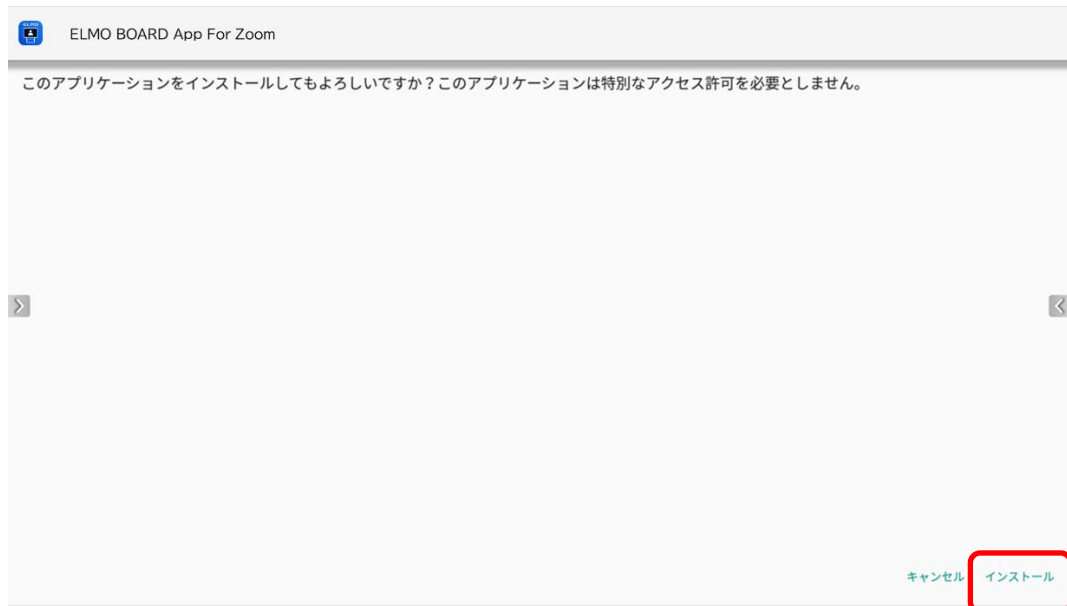 ELMO
ELMO BOARD App For Zoom
このアプリケーションをインストールしてもよろしいですか？このアプリケーションは特別なアクセス許可を必要としません。
キャンセル インストール